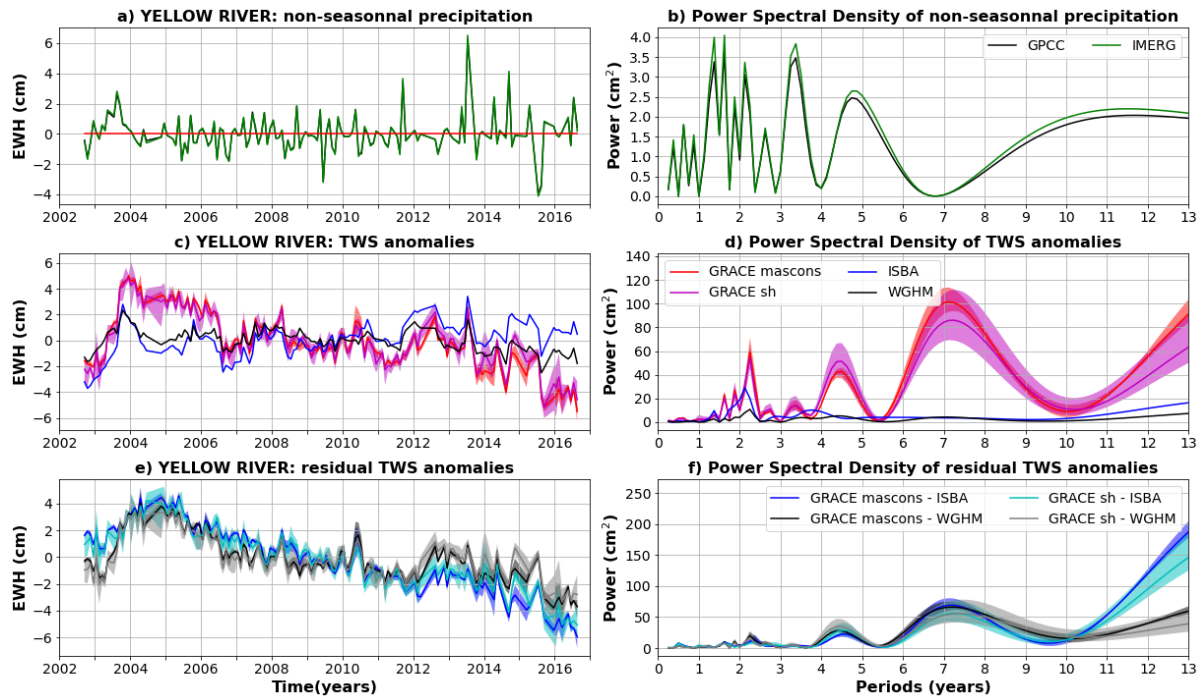 a) YELLOW RIVER: non-seasonnal precipitation
EWH (cm)
6
4
2
0
−2
−4
2002 2004 2006 2008 2010 2012 2014 2016
b) Power Spectral Density of non-seasonnal precipitation
Power (cm²)
4.0
3.5
3.0
2.5
2.0
1.5
1.0
0.5
0.0
GPCC IMERG
0 1 2 3 4 5 6 7 8 9 10 11 12 13
c) YELLOW RIVER: TWS anomalies
EWH (cm)
6
4
2
0
−2
−4
−6
2002 2004 2006 2008 2010 2012 2014 2016
d) Power Spectral Density of TWS anomalies
Power (cm²)
140
120
100
80
60
40
20
0
GRACE mascons ISBA
GRACE sh WGHM
0 1 2 3 4 5 6 7 8 9 10 11 12 13
e) YELLOW RIVER: residual TWS anomalies
EWH (cm)
4
2
0
−2
−4
−6
2002 2004 2006 2008 2010 2012 2014 2016
Time(years)
f) Power Spectral Density of residual TWS anomalies
Power (cm²)
250
200
150
100
50
0
GRACE mascons - ISBA GRACE sh - ISBA
GRACE mascons - WGHM GRACE sh - WGHM
0 1 2 3 4 5 6 7 8 9 10 11 12 13
Periods (years)